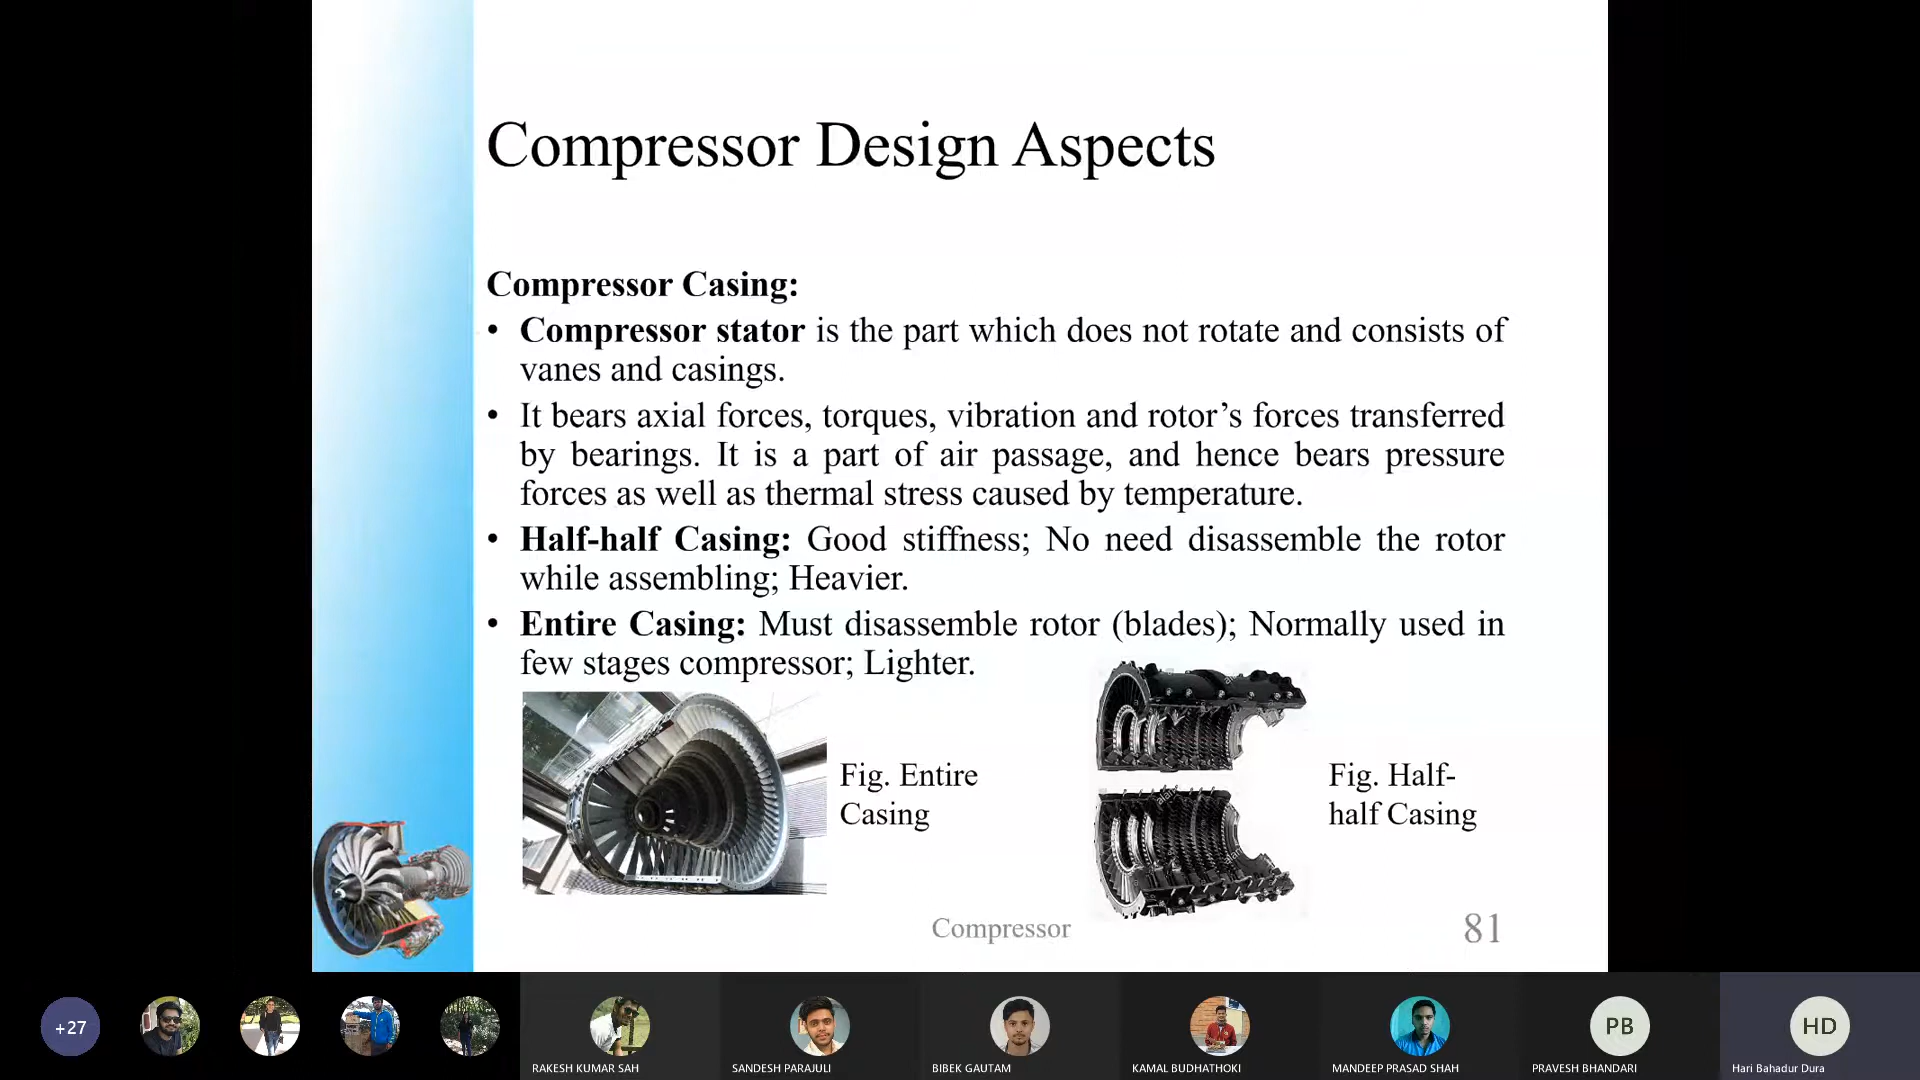 Compressor Design Aspects
Compressor Casing:
• Compressor stator is the part which does not rotate and consists of
vanes and casings.
• It bears axial forces, torques, vibration and rotor’s forces transferred
by bearings. It is a part of air passage, and hence bears pressure
forces as well as thermal stress caused by temperature.
• Half-half Casing: Good stiffness; No need disassemble the rotor
while assembling; Heavier.
• Entire Casing: Must disassemble rotor (blades); Normally used in
few stages compressor; Lighter.
Fig. Entire
Casing
Fig. Half-
half Casing
Compressor
81
+27
RAKESH KUMAR SAH
SANDESH PARAJULI
BIBEK GAUTAM
KAMAL BUDHATHOKI
MANDEEP PRASAD SHAH
PB
PRAVESH BHANDARI
HD
Hari Bahadur Dura